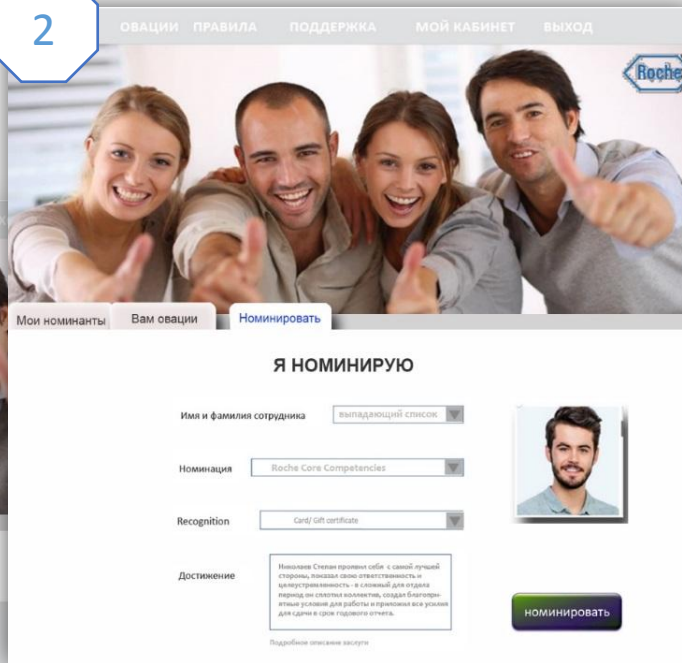 2
ОВАЦИИ ПРАВИЛА ПОДДЕРЖКА МОЙ КАБИНЕТ ВЫХОД
Roche
Мои номинанты Вам овации Номинировать
Я НОМИНИРУЮ
Имя и фамилия сотрудника выпадающий список
Номинация Roche Core Competencies
Recognition Card/ Gift certificate
Достижение
Николаев Степан проявил себя с самой лучшей
стороны, показал свою ответственность и
целеустремленность - в сложный для отдела
период он сплотил коллектив, создал благопри-
ятные условия для работы и приложил все усилия
для сдачи в срок годового отчета.
Подробное описание заслуги
номинировать